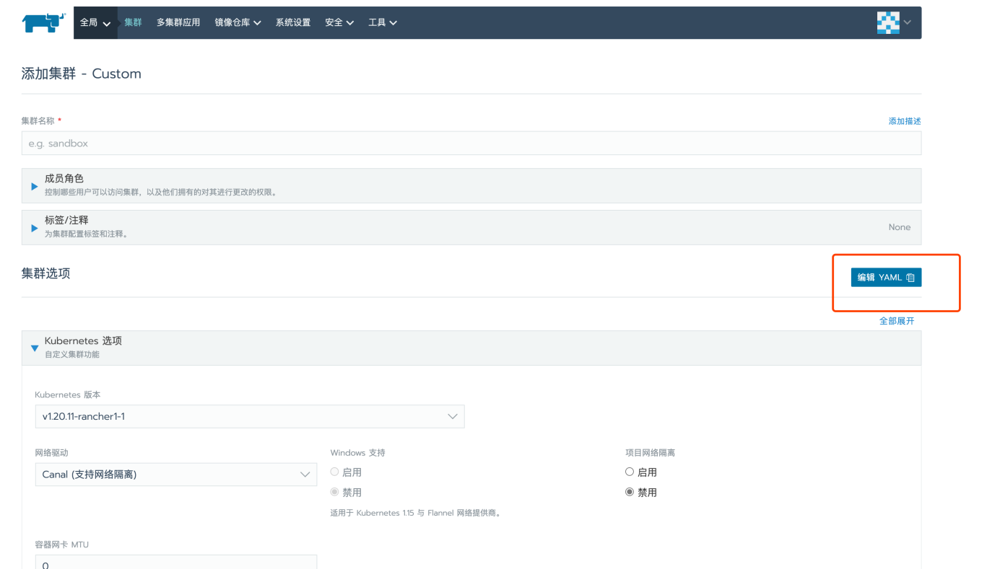 全局 集群 多集群应用 镜像仓库 系统设置 安全 工具
添加集群 - Custom
集群名称 *
添加描述
e.g. sandbox
成员角色
控制哪些用户可以访问集群，以及他们拥有的对其进行更改的权限。
标签/注释
为集群配置标签和注释。
None
集群选项
编辑 YAML
全部展开
Kubernetes 选项
自定义集群功能
Kubernetes 版本
v1.20.11-rancher1-1
网络驱动
Canal (支持网络隔离)
Windows 支持
启用
禁用
适用于 Kubernetes 1.15 与 Flannel 网络提供商。
项目网络隔离
启用
禁用
容器网卡 MTU
0